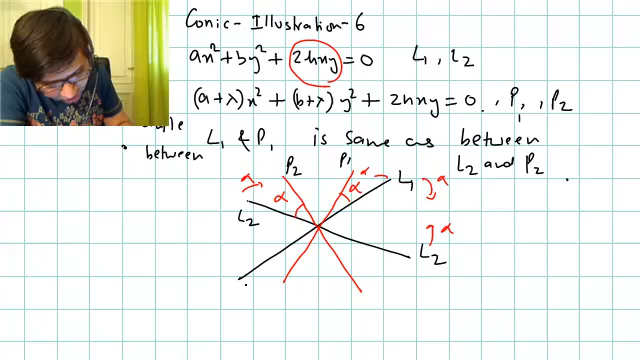 Conic - Illustration - 6
ax² + by² + 2hxy = 0 L₁, L₂
(a+λ)x² + (b+λ)y² + 2hxy = 0 , P₁, P₂
L₁ & P₁ is same as between
between L₂ and P₂
P₂ P₁
α α α L₁ α
L₂
α
L₂